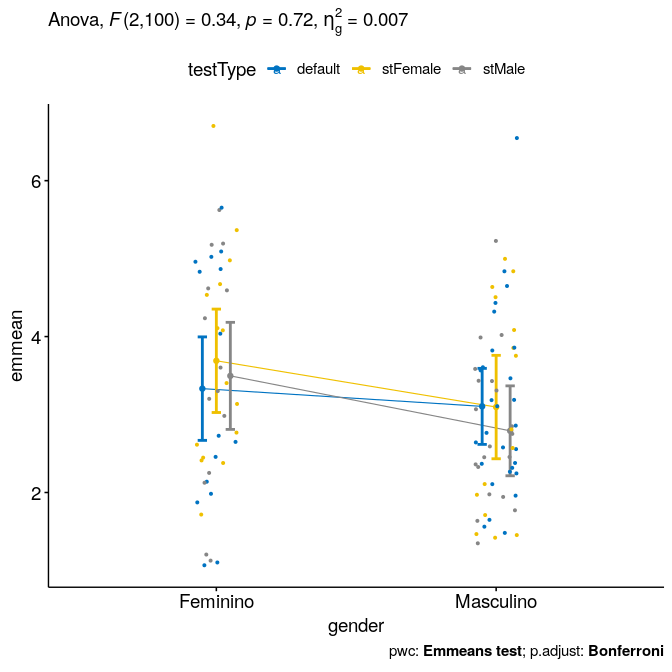 Anova, F(2,100) = 0.34, p = 0.72, η²g = 0.007
testType default stFemale stMale
6
4
2
emmean
Feminino Masculino
gender
pwc: Emmeans test; p.adjust: Bonferroni